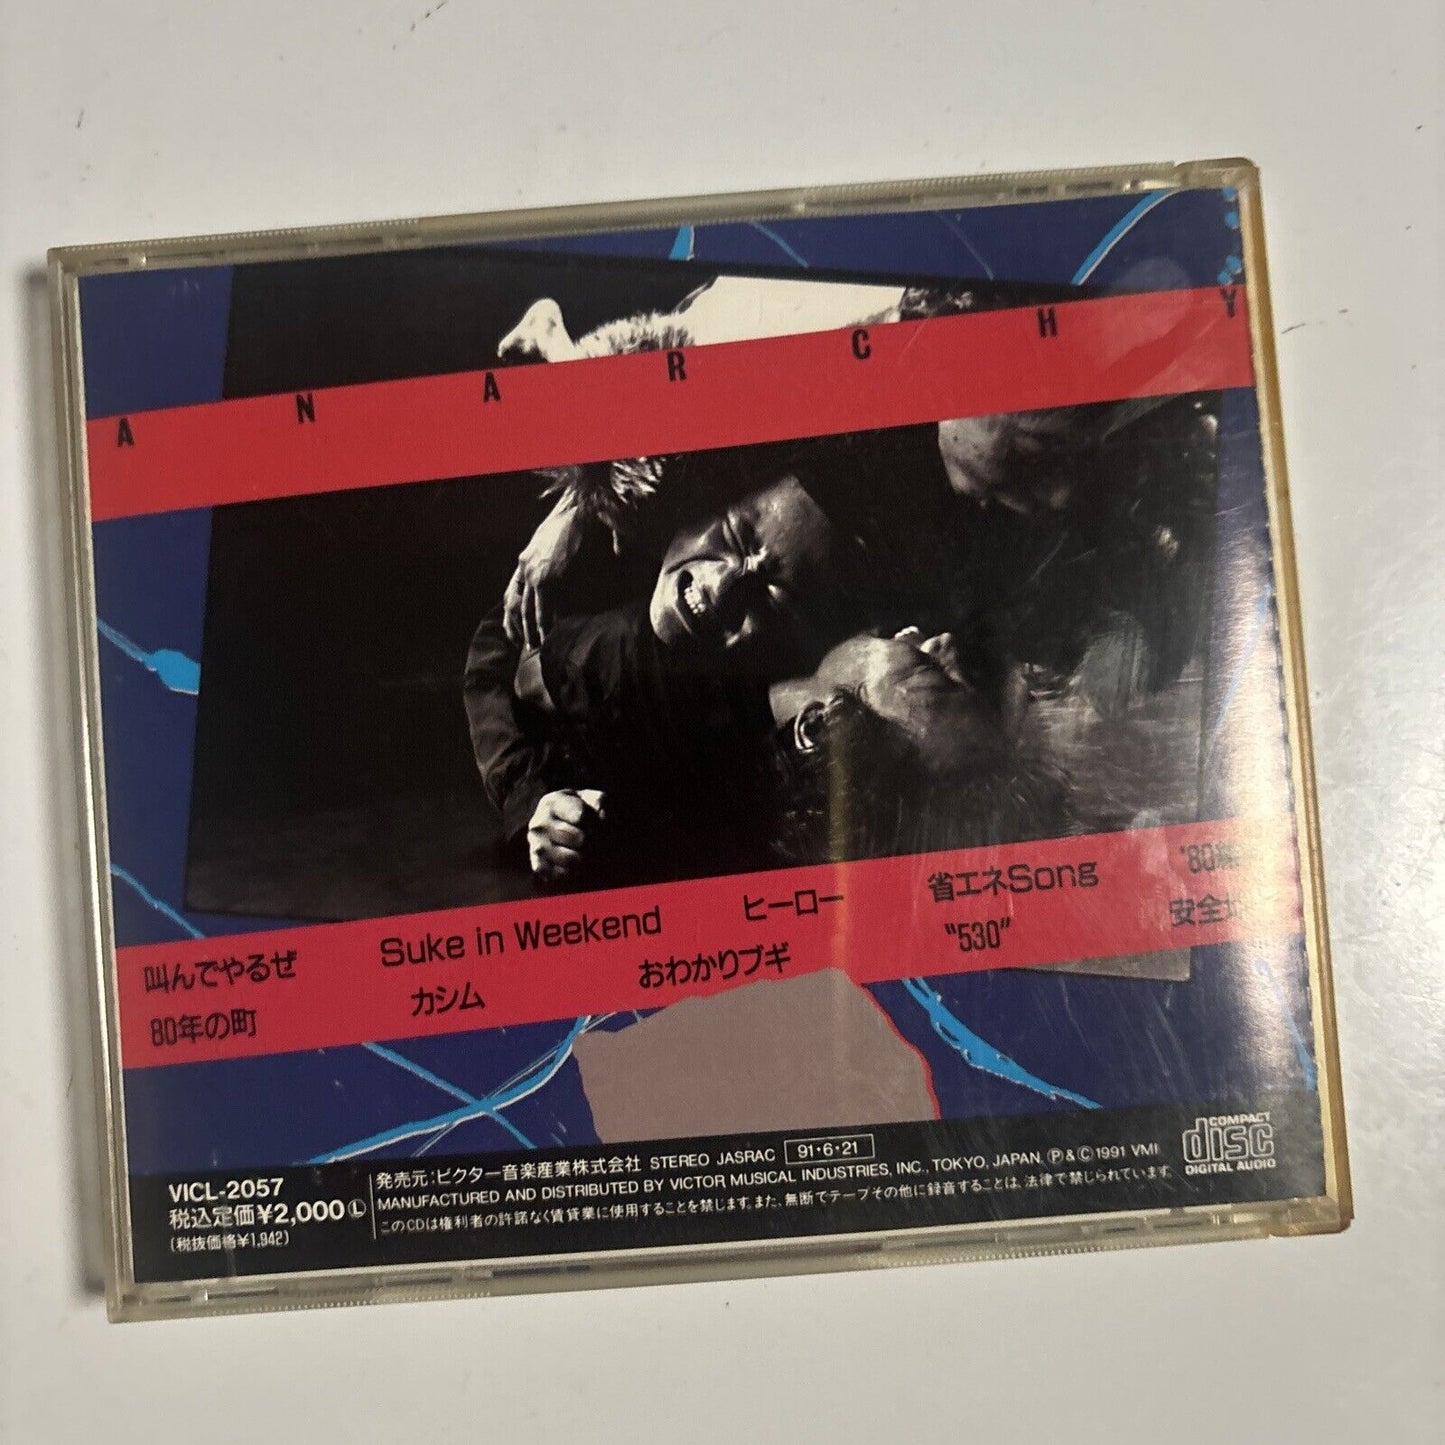 ANARCHY
叫んでやるぜ Suke in Weekend ヒーロー 省エネSong '80
80年の町 カシム おわかりブギ "530" 安全地
VICL-2057
税込定価¥2,000 Ⓛ
(税抜価格¥1,942)
発売元:ビクター音楽産業株式会社 STEREO JASRAC 91・6・21
MANUFACTURED AND DISTRIBUTED BY VICTOR MUSICAL INDUSTRIES, INC., TOKYO, JAPAN. Ⓟ&Ⓒ 1991 VMI
このCDは権利者の許諾なく賃貸業に使用することを禁じます。また、無断でテープその他に録音することは、法律で禁じられています。
COMPACT
disc
DIGITAL AUDIO